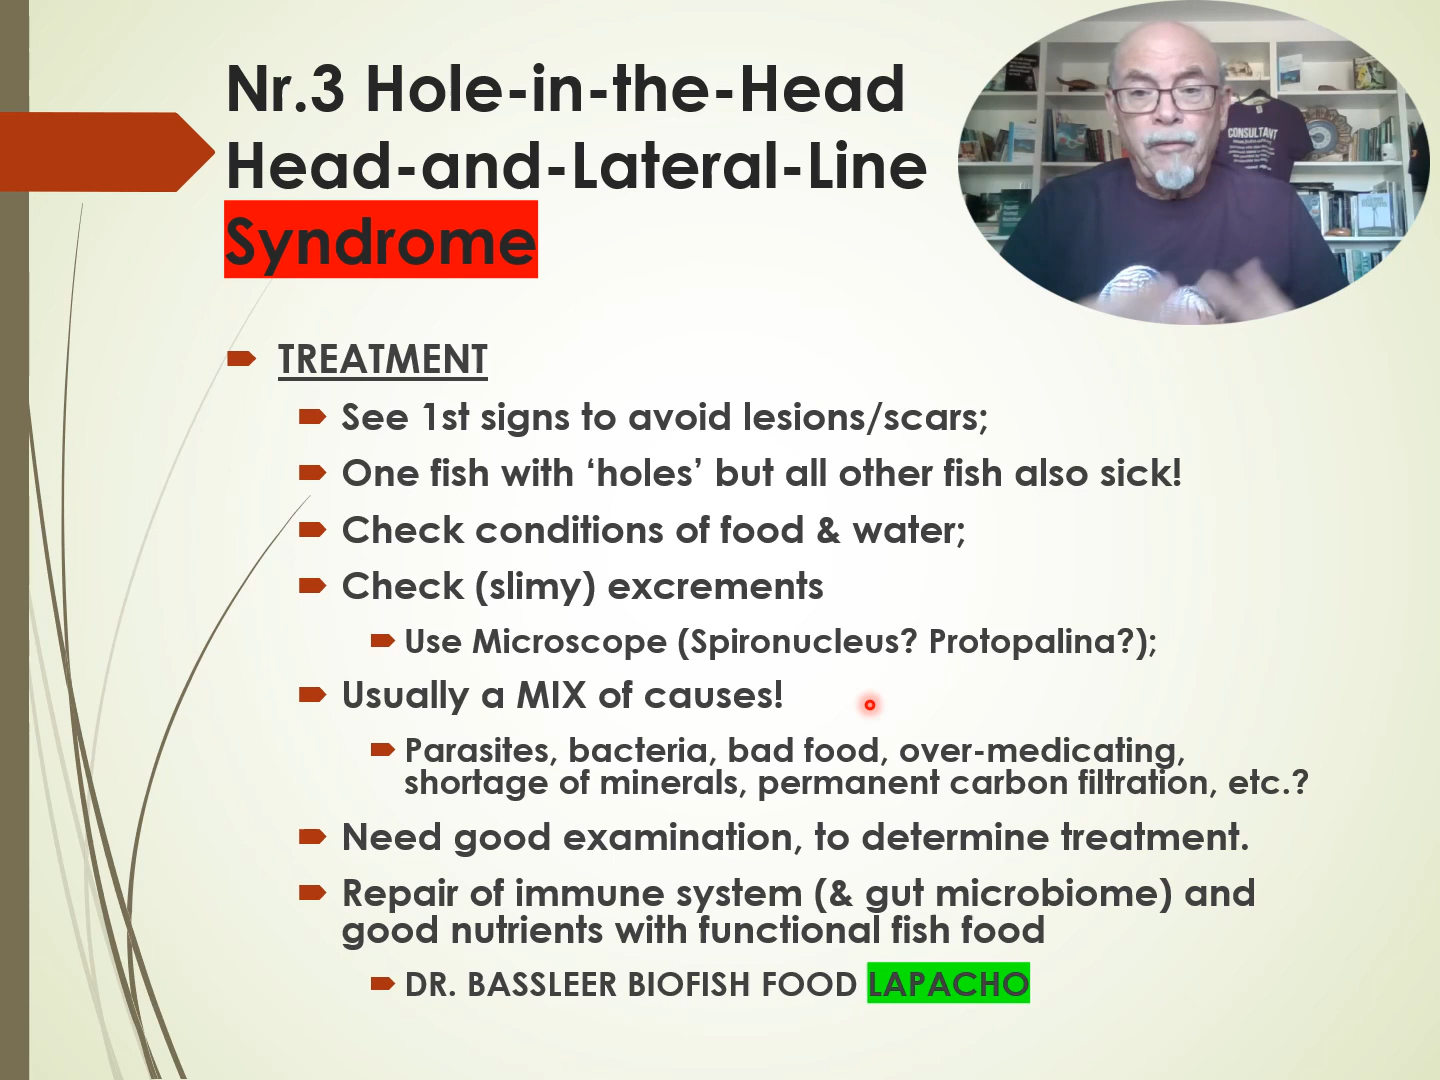 Nr.3 Hole-in-the-Head
Head-and-Lateral-Line
Syndrome
CONSULTANT
TREATMENT
See 1st signs to avoid lesions/scars;
One fish with ‘holes’ but all other fish also sick!
Check conditions of food & water;
Check (slimy) excrements
Use Microscope (Spironucleus? Protopalina?);
Usually a MIX of causes!
Parasites, bacteria, bad food, over-medicating,
shortage of minerals, permanent carbon filtration, etc.?
Need good examination, to determine treatment.
Repair of immune system (& gut microbiome) and
good nutrients with functional fish food
DR. BASSLEER BIOFISH FOOD LAPACHO